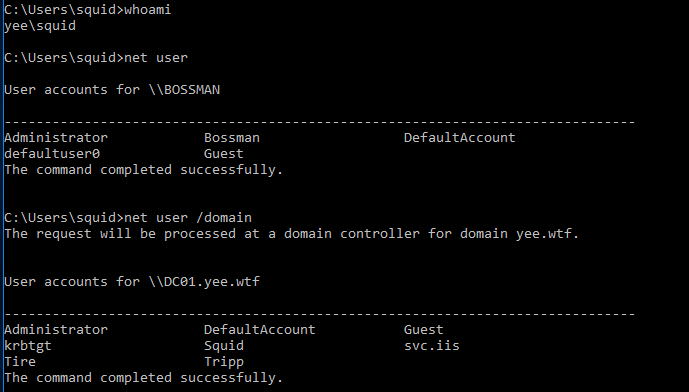 C:\Users\squid>whoami
yee\squid
C:\Users\squid>net user
User accounts for \\BOSSMAN
-------------------------------------------------------------------------------
Administrator            Bossman                  DefaultAccount
defaultuser0             Guest
The command completed successfully.
C:\Users\squid>net user /domain
The request will be processed at a domain controller for domain yee.wtf.
User accounts for \\DC01.yee.wtf
-------------------------------------------------------------------------------
Administrator            DefaultAccount           Guest
krbtgt                   Squid                    svc.iis
Tire                     Tripp
The command completed successfully.